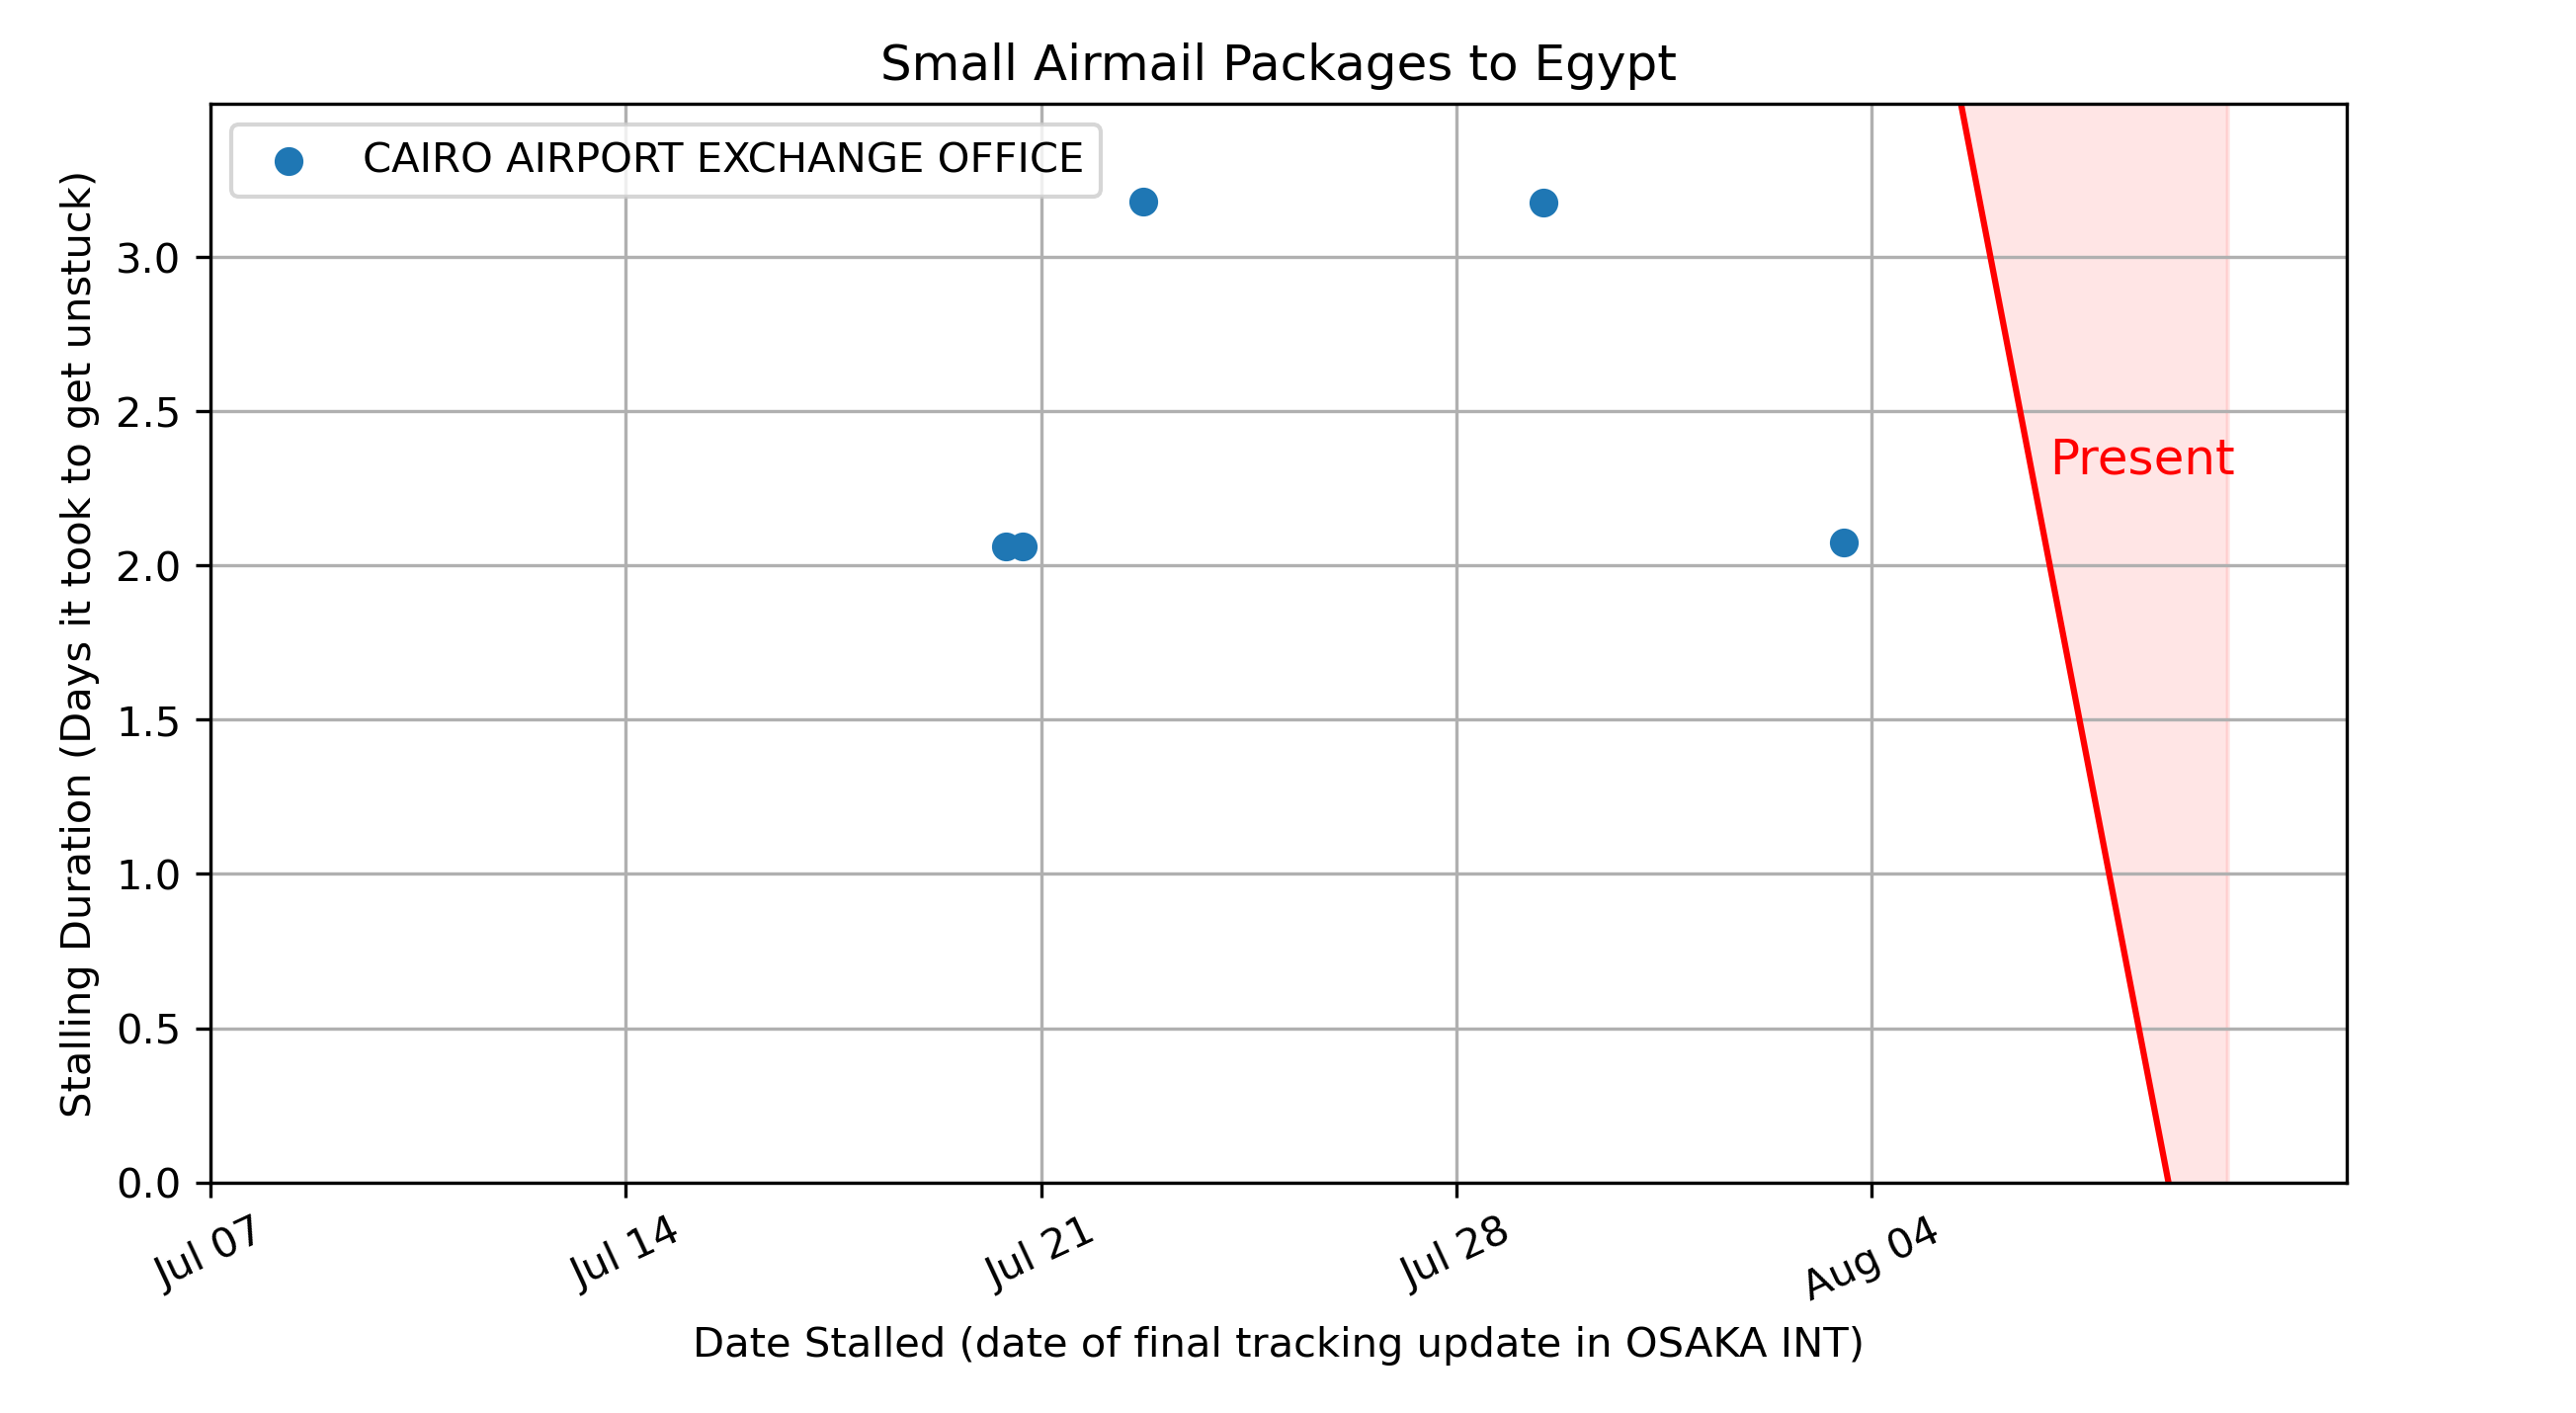 Small Airmail Packages to Egypt
CAIRO AIRPORT EXCHANGE OFFICE
Stalling Duration (Days it took to get unstuck)
3.0
2.5
2.0
1.5
1.0
0.5
0.0
Present
Jul 07
Jul 14
Jul 21
Jul 28
Aug 04
Date Stalled (date of final tracking update in OSAKA INT)